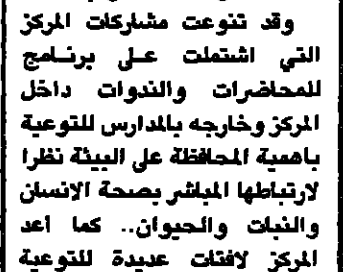 وقد تنوعت مشاركات المركز
التي اشتملت على برنامج
للمحاضرات والندوات داخل
المركز وخارجه بالمدارس للتوعية
باهمية المحافظة على البيئة نظرا
لارتباطها المباشر بصحة الانسان
والنبات والحيوان.. كما اعد
المركز لافتات عديدة للتوعية